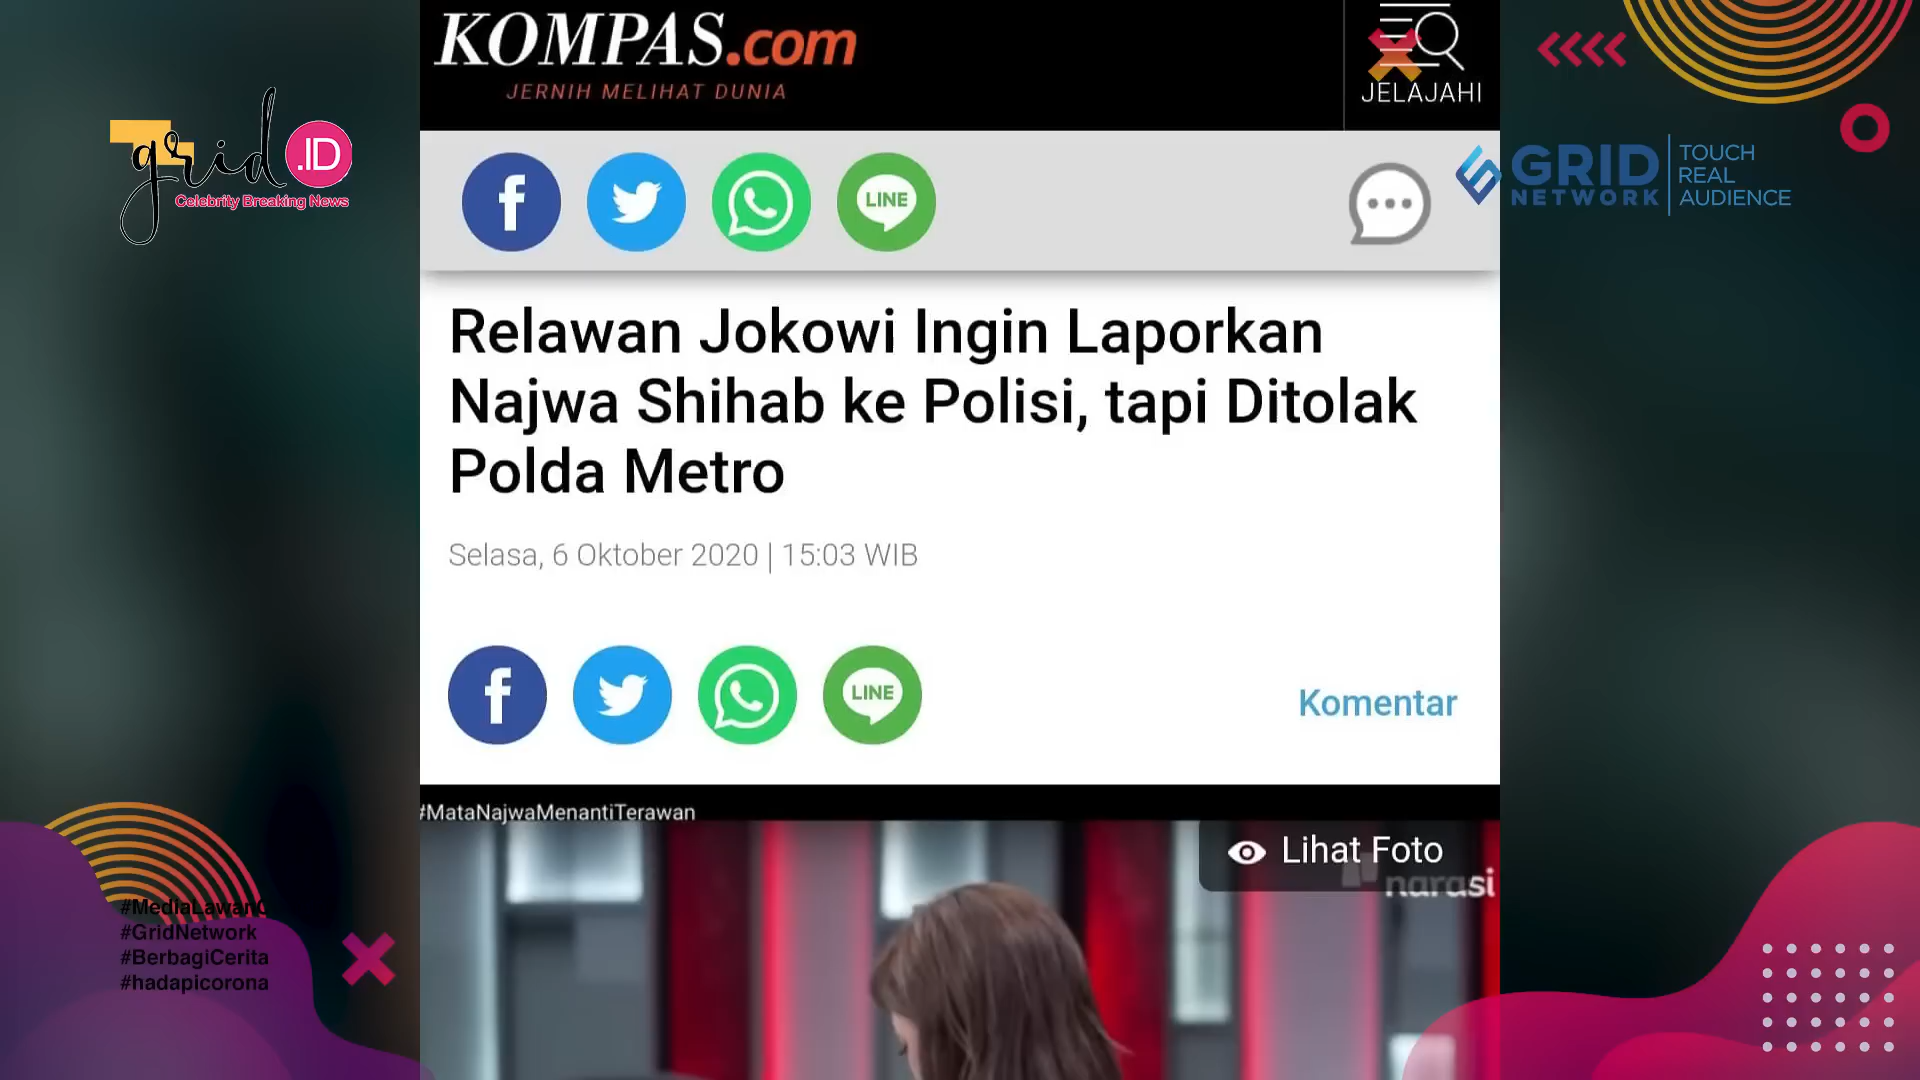 KOMPAS.com
JERNIH MELIHAT DUNIA
JELAJAHI
grid.ID
Celebrity Breaking News
GRID
NETWORK
TOUCH
REAL
AUDIENCE
LINE
Relawan Jokowi Ingin Laporkan
Najwa Shihab ke Polisi, tapi Ditolak
Polda Metro
Selasa, 6 Oktober 2020 | 15:03 WIB
LINE
Komentar
#MataNajwaMenantiTerawan
Lihat Foto
narasi
#MediaLawanC
#GridNetwork
#BerbagiCerita
#hadapicorona